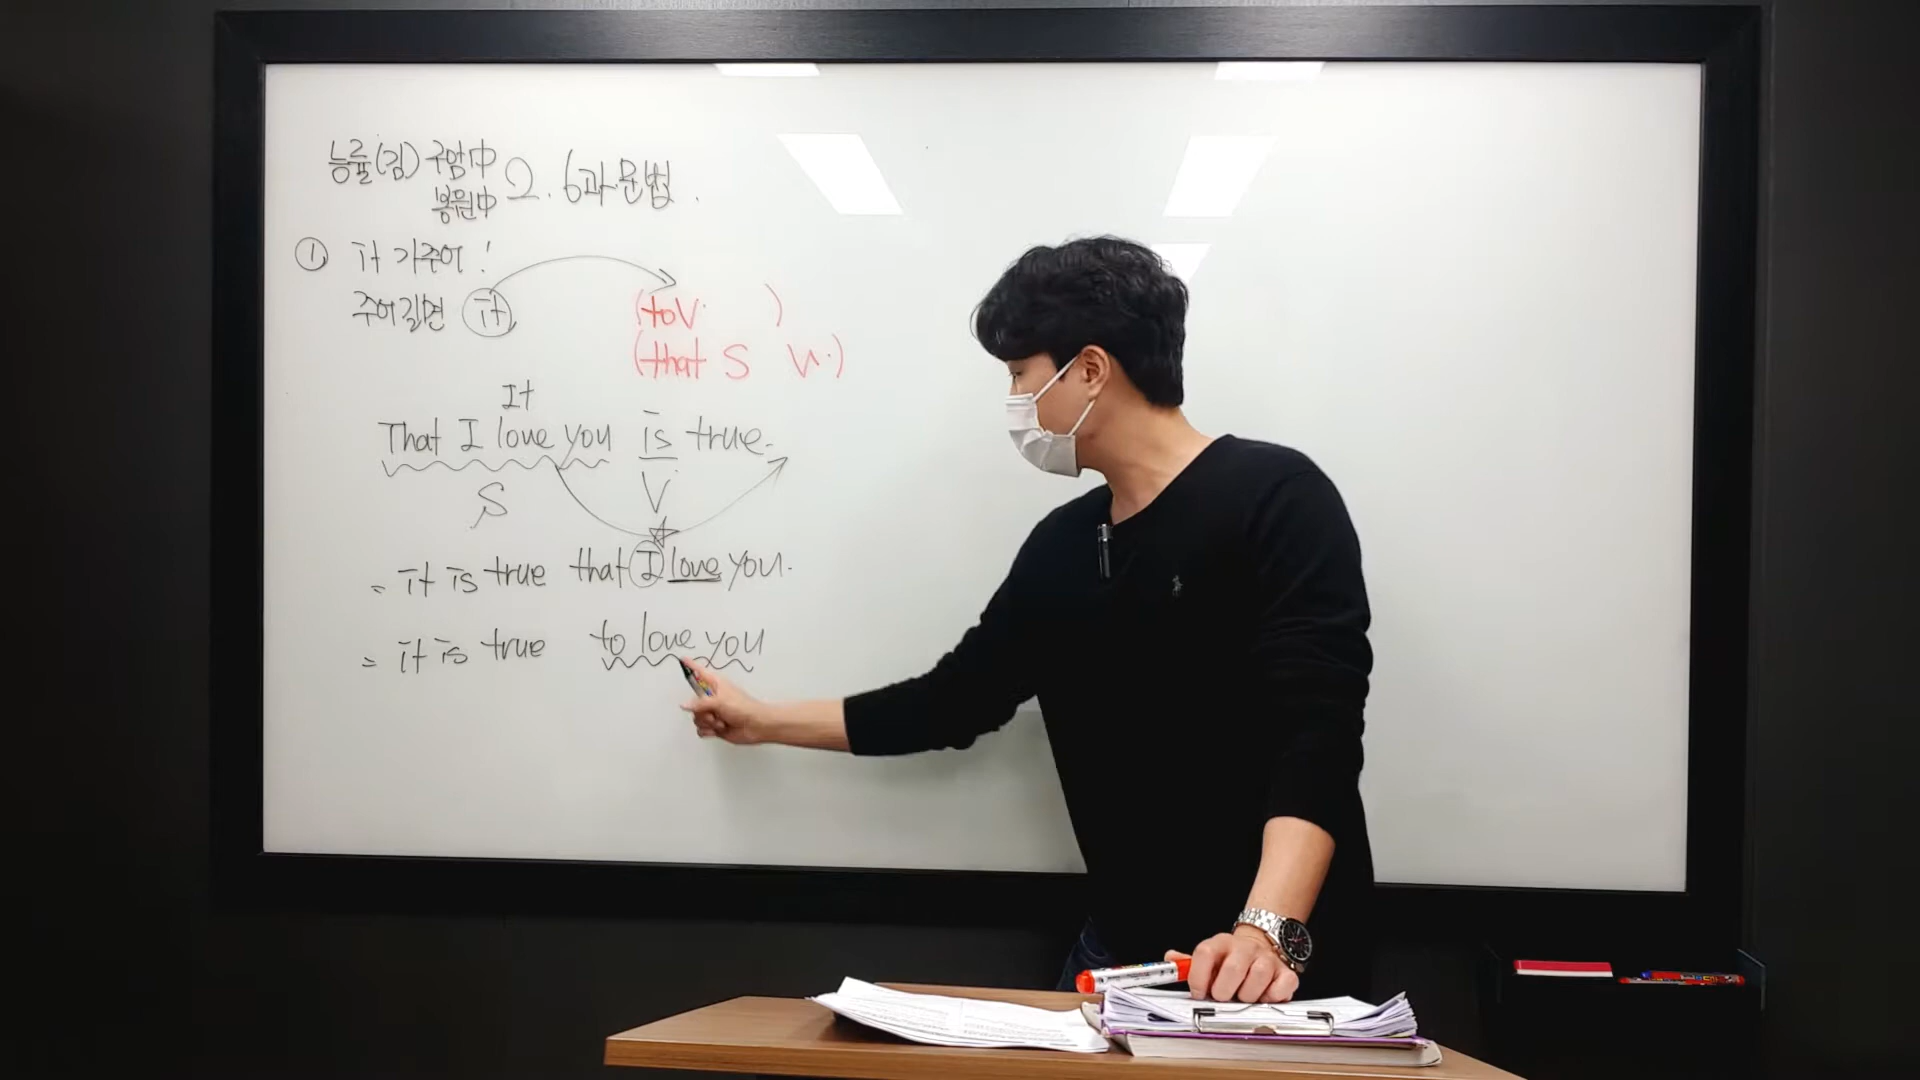 능률(김) 구암中
봉원中
2. 6과 문법.
① it 가주어!
주어 길면 it
(to V. )
(that S V.)
It
That I love you is true.
S V
= it is true that I love you.
= it is true to love you